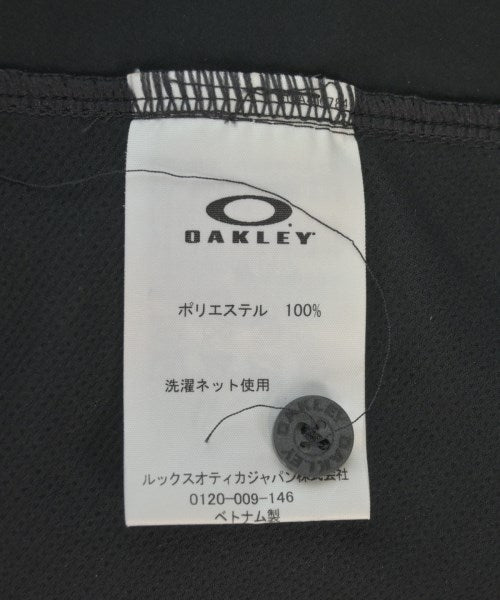 OAKLEY
ポリエステル 100%
洗濯ネット使用
OAKLEY OAKLEY
ルックスオティカジャパン株式会社
0120-009-146
ベトナム製